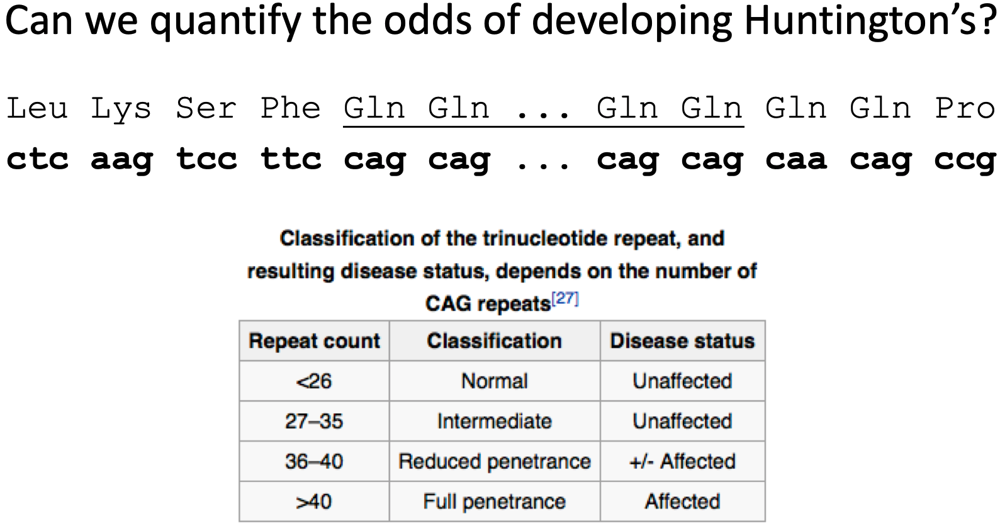 Can we quantify the odds of developing Huntington’s?
Leu Lys Ser Phe Gln Gln ... Gln Gln Gln Gln Pro
ctc aag tcc ttc cag cag ... cag cag caa cag ccg
Classification of the trinucleotide repeat, and
resulting disease status, depends on the number of
CAG repeats[27]
Repeat count Classification Disease status
<26 Normal Unaffected
27–35 Intermediate Unaffected
36–40 Reduced penetrance +/- Affected
>40 Full penetrance Affected